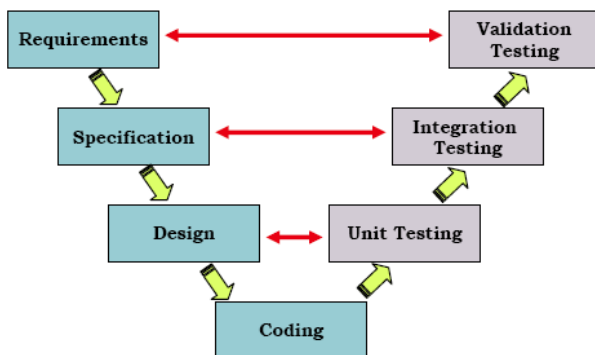 Requirements
Validation
Testing
Specification
Integration
Testing
Design
Unit Testing
Coding